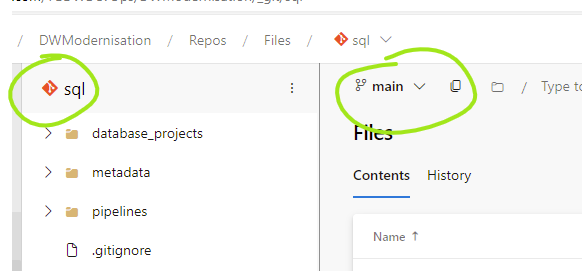 / DWModernisation / Repos / Files / sql
sql
main / Type to
database_projects
Files
metadata
Contents History
pipelines
Name ↑
.gitignore